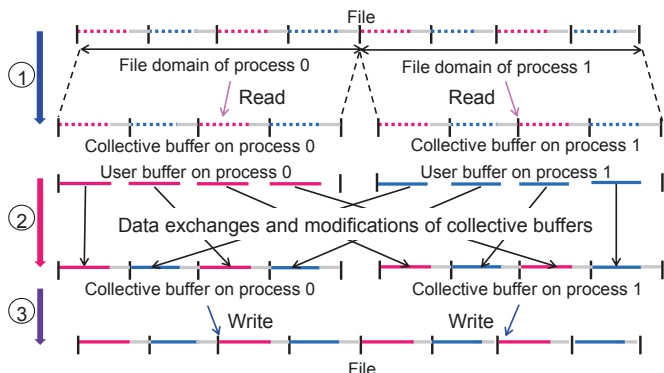 File
File domain of process 0
File domain of process 1
①
Read
Read
Collective buffer on process 0
Collective buffer on process 1
User buffer on process 0
User buffer on process 1
②
Data exchanges and modifications of collective buffers
Collective buffer on process 0
Collective buffer on process 1
③
Write
Write
File